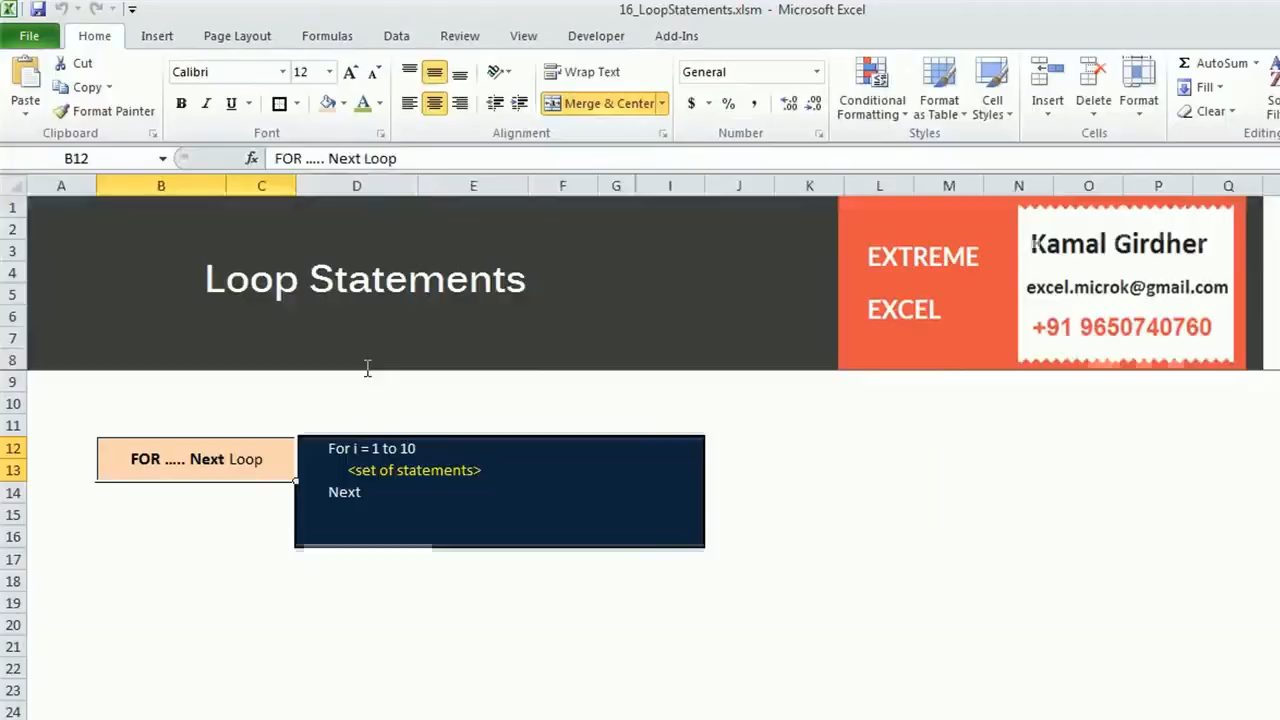 16_LoopStatements.xlsm - Microsoft Excel
File Home Insert Page Layout Formulas Data Review View Developer Add-Ins
Paste Cut Copy Format Painter Clipboard
Calibri 12 B I U A Font
Wrap Text Merge & Center Alignment
General $ % , Number
Conditional Formatting Format as Table Cell Styles Styles
Insert Delete Format Cells
Σ AutoSum Fill Clear Editing
B12 fx FOR ..... Next Loop
A B C D E F G I J K L M N O P Q
1
2
3
4
5
6
7
8
9
10
11
12
13
14
15
16
17
18
19
20
21
22
23
24
Loop Statements
EXTREME
EXCEL
Kamal Girdher
excel.microk@gmail.com
+91 9650740760
FOR ..... Next Loop
For i = 1 to 10
<set of statements>
Next